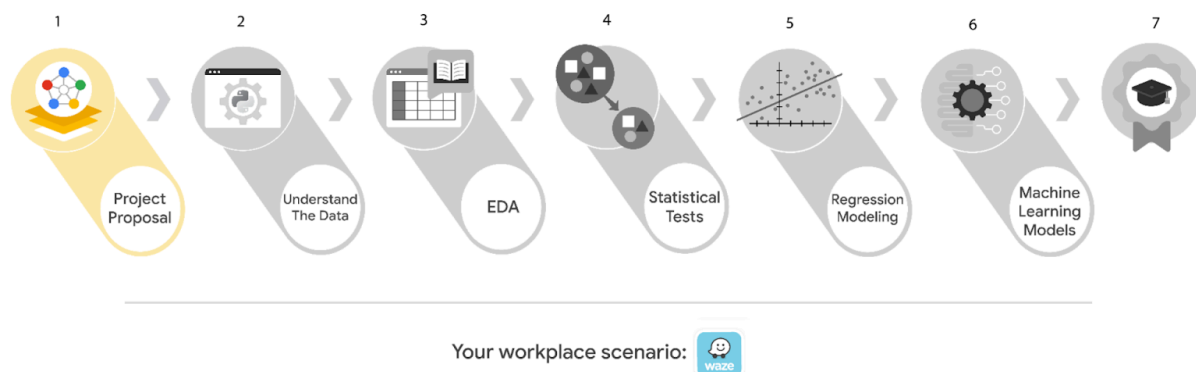 1
2
3
4
5
6
7
Project
Proposal
Understand
The Data
EDA
Statistical
Tests
Regression
Modeling
Machine
Learning
Models
Your workplace scenario:
waze